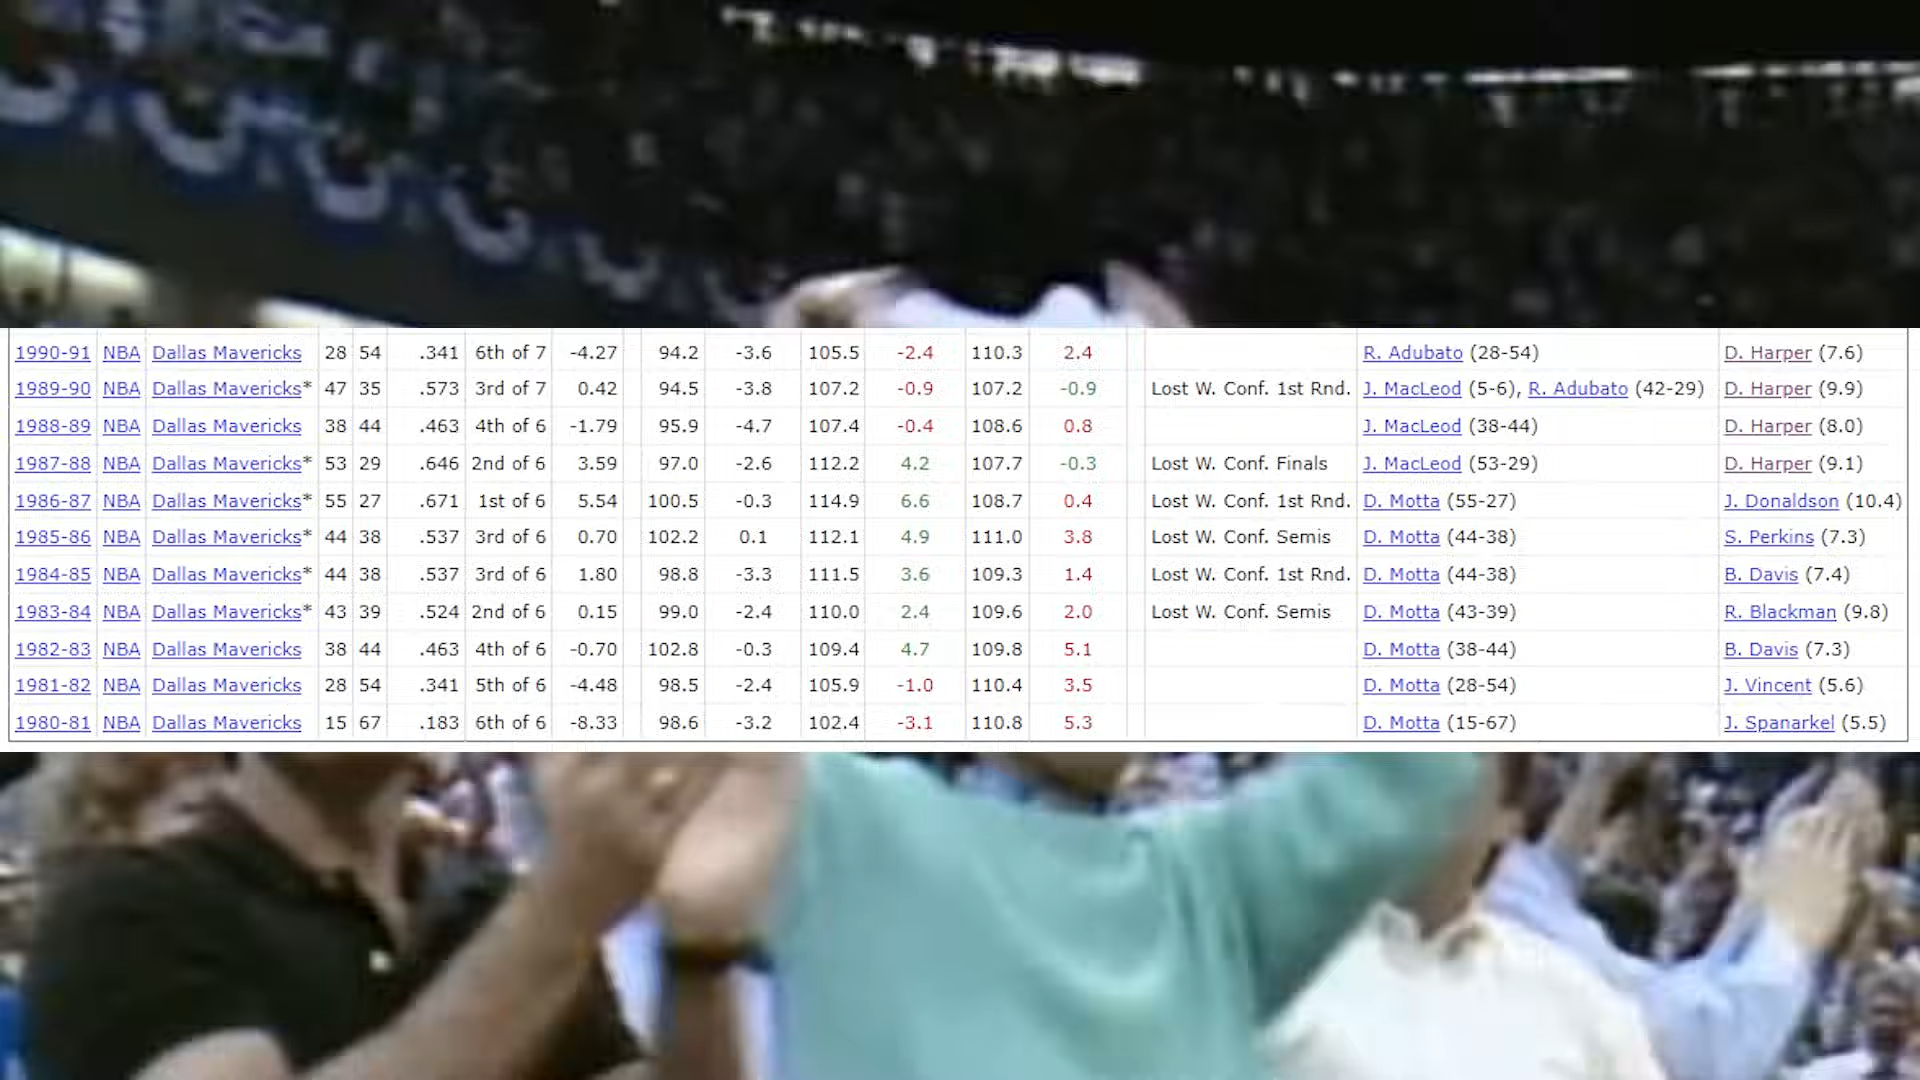 1990-91 NBA Dallas Mavericks 28 54 .341 6th of 7 -4.27 94.2 -3.6 105.5 -2.4 110.3 2.4 R. Adubato (28-54) D. Harper (7.6)
1989-90 NBA Dallas Mavericks* 47 35 .573 3rd of 7 0.42 94.5 -3.8 107.2 -0.9 107.2 -0.9 Lost W. Conf. 1st Rnd. J. MacLeod (5-6), R. Adubato (42-29) D. Harper (9.9)
1988-89 NBA Dallas Mavericks 38 44 .463 4th of 6 -1.79 95.9 -4.7 107.4 -0.4 108.6 0.8 J. MacLeod (38-44) D. Harper (8.0)
1987-88 NBA Dallas Mavericks* 53 29 .646 2nd of 6 3.59 97.0 -2.6 112.2 4.2 107.7 -0.3 Lost W. Conf. Finals J. MacLeod (53-29) D. Harper (9.1)
1986-87 NBA Dallas Mavericks* 55 27 .671 1st of 6 5.54 100.5 -0.3 114.9 6.6 108.7 0.4 Lost W. Conf. 1st Rnd. D. Motta (55-27) J. Donaldson (10.4)
1985-86 NBA Dallas Mavericks* 44 38 .537 3rd of 6 0.70 102.2 0.1 112.1 4.9 111.0 3.8 Lost W. Conf. Semis D. Motta (44-38) S. Perkins (7.3)
1984-85 NBA Dallas Mavericks* 44 38 .537 3rd of 6 1.80 98.8 -3.3 111.5 3.6 109.3 1.4 Lost W. Conf. 1st Rnd. D. Motta (44-38) B. Davis (7.4)
1983-84 NBA Dallas Mavericks* 43 39 .524 2nd of 6 0.15 99.0 -2.4 110.0 2.4 109.6 2.0 Lost W. Conf. Semis D. Motta (43-39) R. Blackman (9.8)
1982-83 NBA Dallas Mavericks 38 44 .463 4th of 6 -0.70 102.8 -0.3 109.4 4.7 109.8 5.1 D. Motta (38-44) B. Davis (7.3)
1981-82 NBA Dallas Mavericks 28 54 .341 5th of 6 -4.48 98.5 -2.4 105.9 -1.0 110.4 3.5 D. Motta (28-54) J. Vincent (5.6)
1980-81 NBA Dallas Mavericks 15 67 .183 6th of 6 -8.33 98.6 -3.2 102.4 -3.1 110.8 5.3 D. Motta (15-67) J. Spanarkel (5.5)